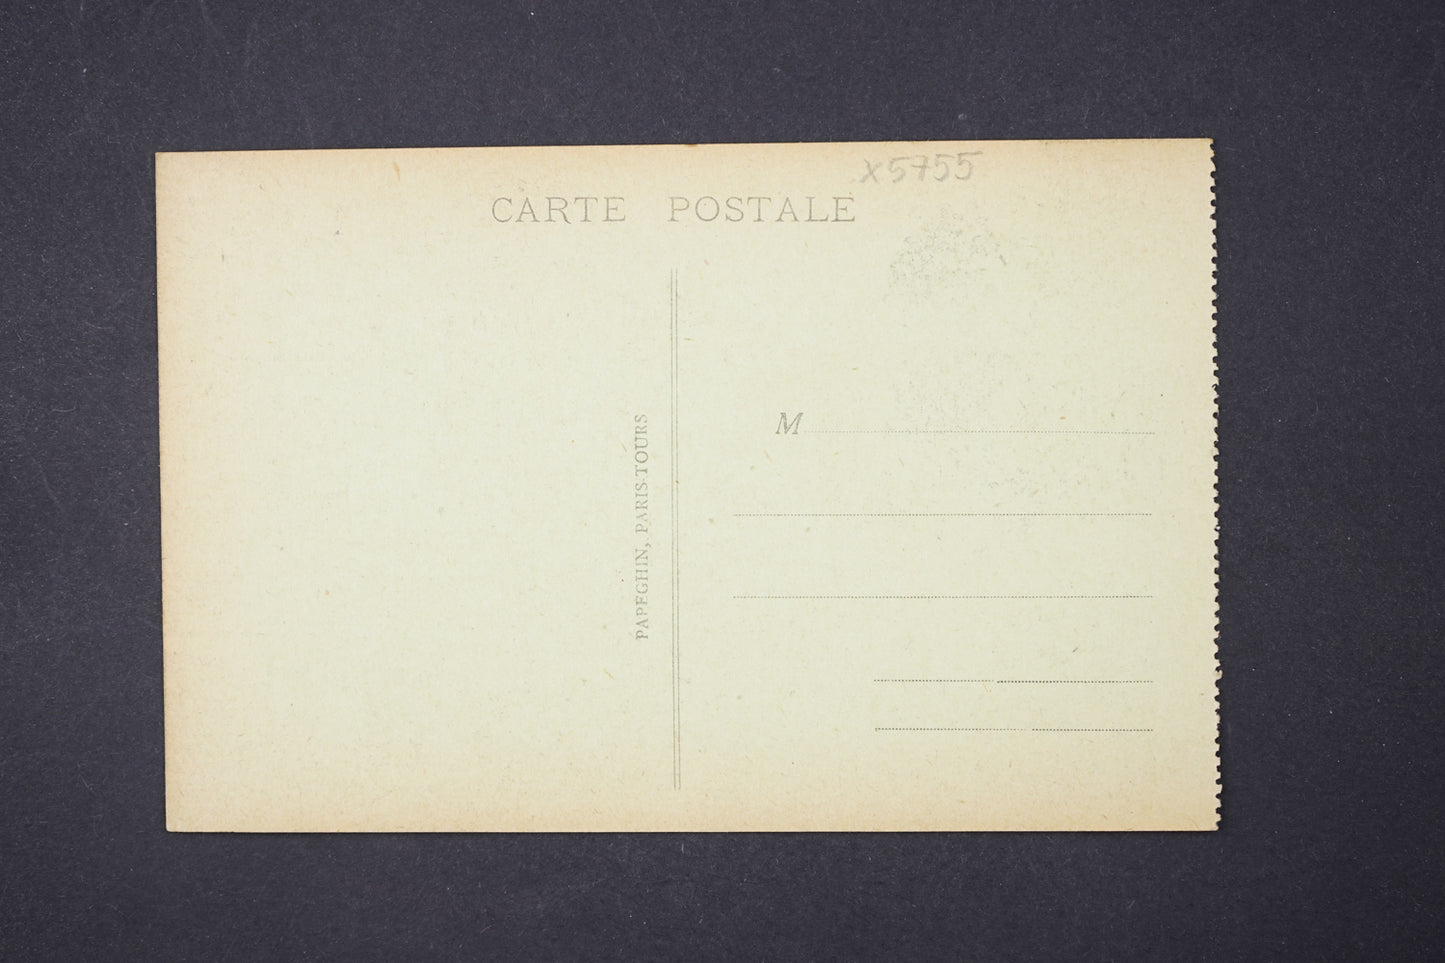 X5755
CARTE POSTALE
PAPEGHIN, PARIS-TOURS
M